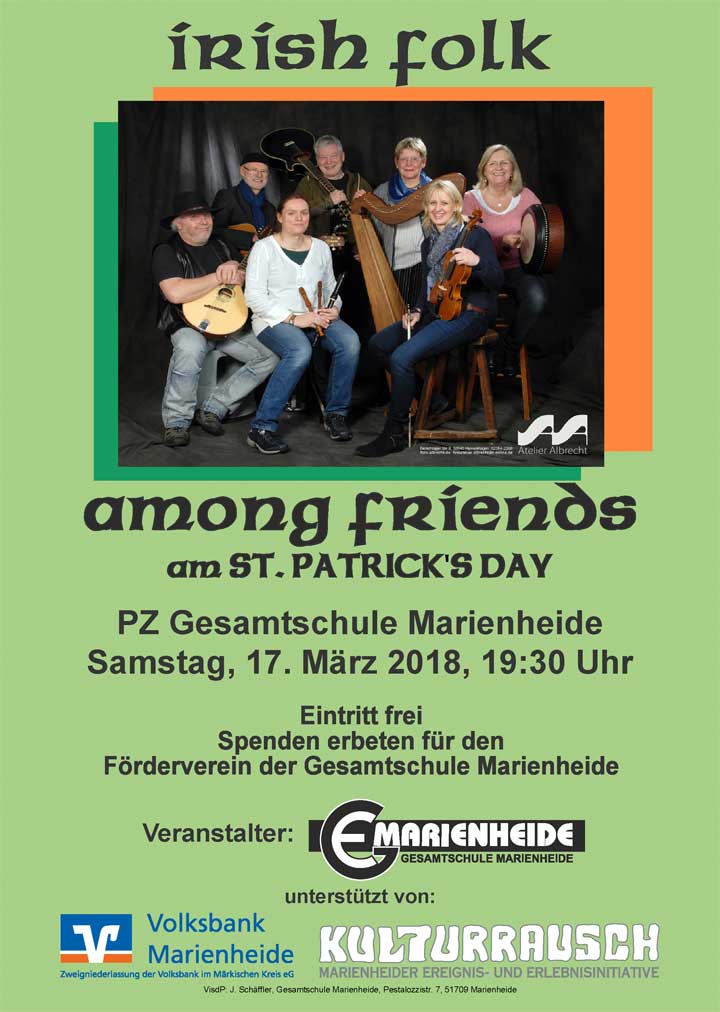 irish folk
Atelier Albrecht
among friends
am ST. PATRICK'S DAY
PZ Gesamtschule Marienheide
Samstag, 17. März 2018, 19:30 Uhr
Eintritt frei
Spenden erbeten für den
Förderverein der Gesamtschule Marienheide
Veranstalter:
GE MARIENHEIDE
GESAMTSCHULE MARIENHEIDE
unterstützt von:
Volksbank
Marienheide
Zweigniederlassung der Volksbank im Märkischen Kreis eG
KULTURRAUSCH
MARIENHEIDER EREIGNIS- UND ERLEBNISINITIATIVE
VisdP: J. Schäffler, Gesamtschule Marienheide, Pestalozzistr. 7, 51709 Marienheide